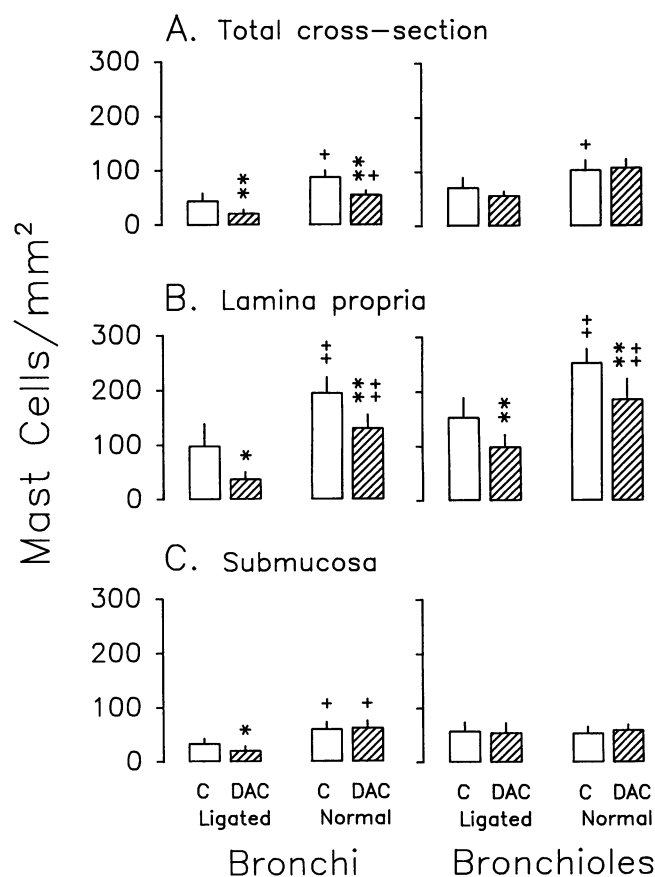 A. Total cross-section
300
200
100
0
** + ** + +
B. Lamina propria
300
200
100
0
* ++ ** ++ ** ++ ** ++
C. Submucosa
300
200
100
0
* + +
Mast Cells/mm²
C DAC C DAC C DAC C DAC
Ligated Normal Ligated Normal
Bronchi Bronchioles